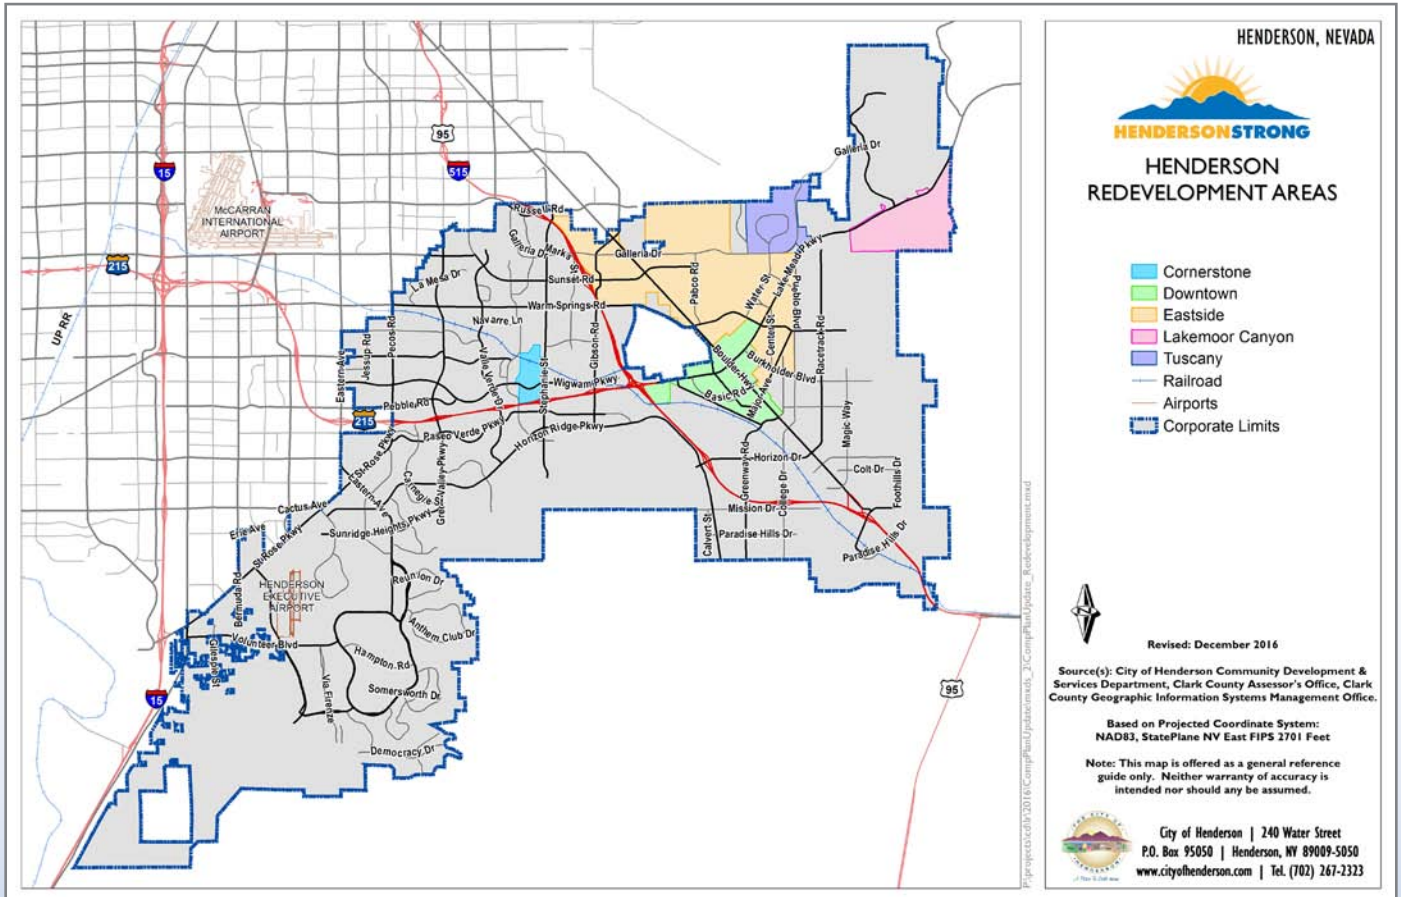 HENDERSON, NEVADA
HENDERSONSTRONG
HENDERSON
REDEVELOPMENT AREAS
Cornerstone
Downtown
Eastside
Lakemoor Canyon
Tuscany
Railroad
Airports
Corporate Limits
Revised: December 2016
Source(s): City of Henderson Community Development &
Services Department, Clark County Assessor's Office, Clark
County Geographic Information Systems Management Office.
Based on Projected Coordinate System:
NAD83, StatePlane NV East FIPS 2701 Feet
Note: This map is offered as a general reference
guide only. Neither warranty of accuracy is
intended nor should any be assumed.
City of Henderson | 240 Water Street
P.O. Box 95050 | Henderson, NV 89009-5050
www.cityofhenderson.com | Tel. (702) 267-2323
95
15
515
McCARRAN
INTERNATIONAL
AIRPORT
215
UP RR
Galleria Dr
Russell Rd
Galleria Dr
Marks St
Galleria Dr
La Mesa Dr
Sunset Rd
Pabco Rd
Water St
Lake Mead Pkwy
Pueblo Blvd
Warm Springs Rd
Navarre Ln
Center St
Racetrack Rd
Eastern Ave
Jessup Rd
Pecos Rd
Valle Verde Dr
Stephanie St
Gibson Rd
Wigwam Pkwy
Boulder Hwy
Burkholder Blvd
Basic Rd
Major Ave
Pebble Rd
215
Paseo Verde Pkwy
Horizon Ridge Pkwy
Magic Way
St Rose Pkwy
Eastern Ave
Carnegie St
Green Valley Pkwy
Greenway Rd
Horizon Dr
College Dr
Colt Dr
Foothills Dr
Cactus Ave
Erie Ave
St Rose Pkwy
Sunridge Heights Pkwy
Mission Dr
Calvert St
Paradise Hills Dr
Paradise Hills Dr
Bermuda Rd
HENDERSON
EXECUTIVE
AIRPORT
Reunion Dr
Anthem Club Dr
Volunteer Blvd
Gilespie St
Hampton Rd
Via Firenze
Somersworth Dr
Democracy Dr
15
95